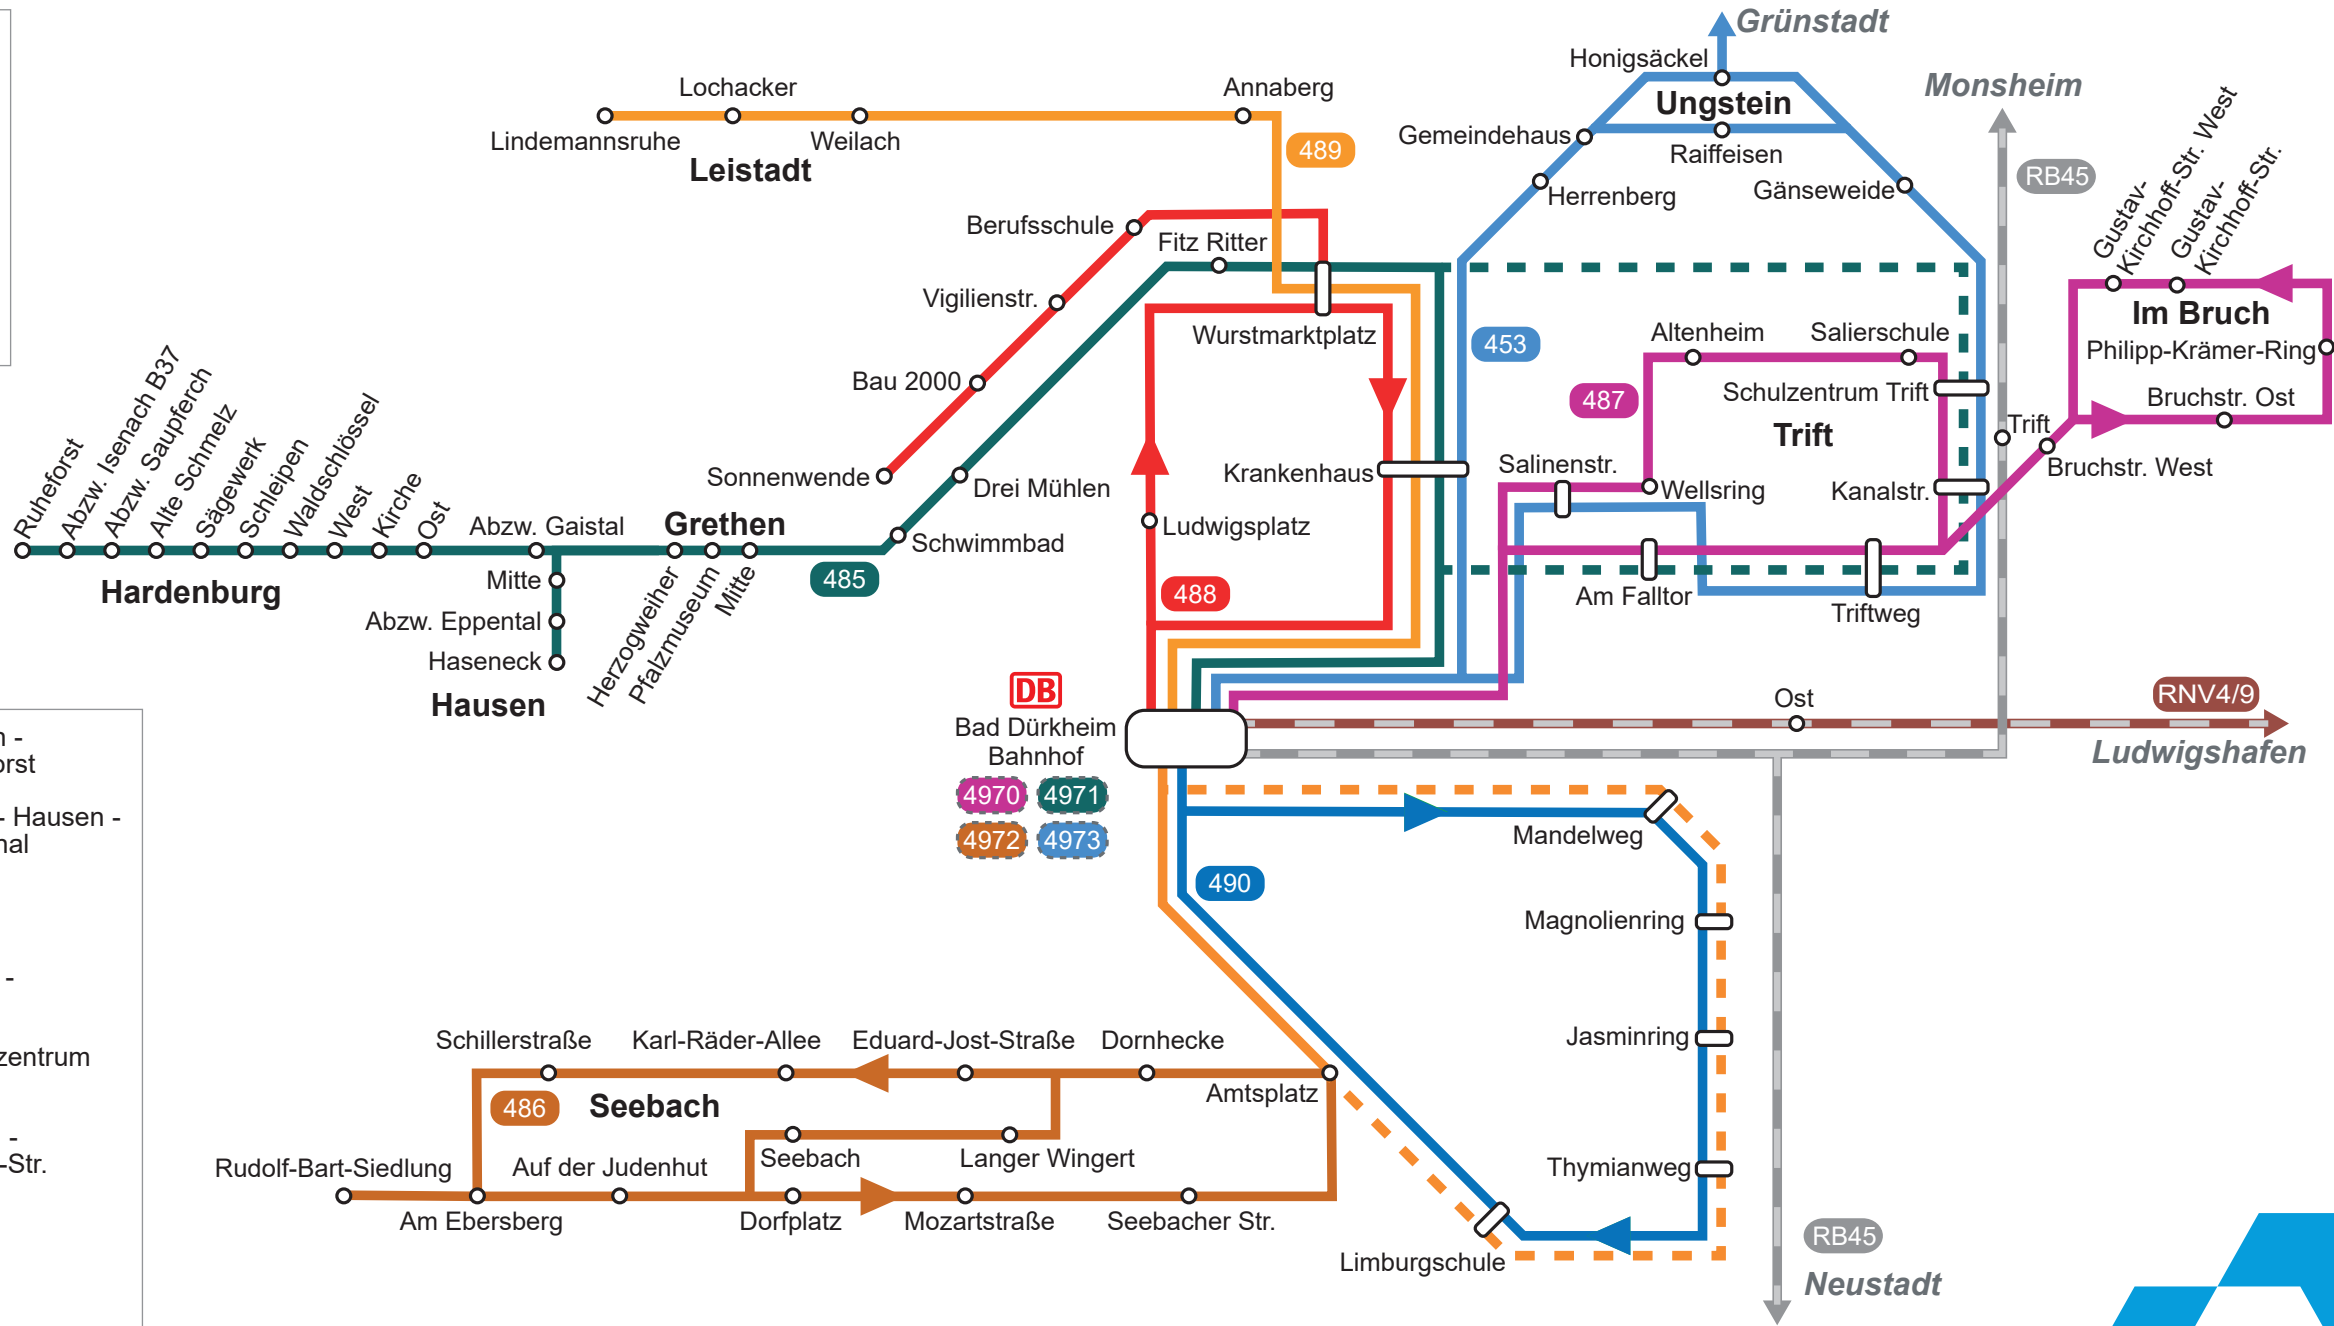 Grünstadt
Honigsäckel
Ungstein
Monsheim
Lochacker
Annaberg
Lindemannsruhe
Weilach
Leistadt
489
Gemeindehaus
Raiffeisen
Herrenberg
Gänseweide
RB45
Gustav-
Kirchhoff-Str. West
Gustav-
Kirchhoff-Str.
Berufsschule
Fitz Ritter
Vigilienstr.
Wurstmarktplatz
453
Altenheim
Salierschule
Im Bruch
Philipp-Krämer-Ring
Bau 2000
487
Schulzentrum Trift
Bruchstr. Ost
Trift
Trift
Bruchstr. West
Sonnenwende
Drei Mühlen
Krankenhaus
Salinenstr.
Wellsring
Kanalstr.
Ruheforst
Abzw. Isenach B37
Abzw. Saupferch
Alte Schmelz
Sägewerk
Schleipen
Waldschlössel
West
Kirche
Ost
Abzw. Gaistal
Grethen
Schwimmbad
Ludwigsplatz
Hardenburg
Mitte
Abzw. Eppental
Haseneck
Hausen
Herzogweiher
Pfalzmuseum
Mitte
485
488
Am Falltor
Triftweg
DB
Bad Dürkheim
Bahnhof
4970
4971
4972
4973
Ost
RNV4/9
Ludwigshafen
n -
orst
- Hausen -
nal
-
zentrum
-
-Str.
Mandelweg
490
Magnolienring
Jasminring
Thymianweg
Limburgschule
Schillerstraße
Karl-Räder-Allee
Eduard-Jost-Straße
Dornhecke
Amtsplatz
486
Seebach
Seebach
Langer Wingert
Rudolf-Bart-Siedlung
Auf der Judenhut
Am Ebersberg
Dorfplatz
Mozartstraße
Seebacher Str.
RB45
Neustadt